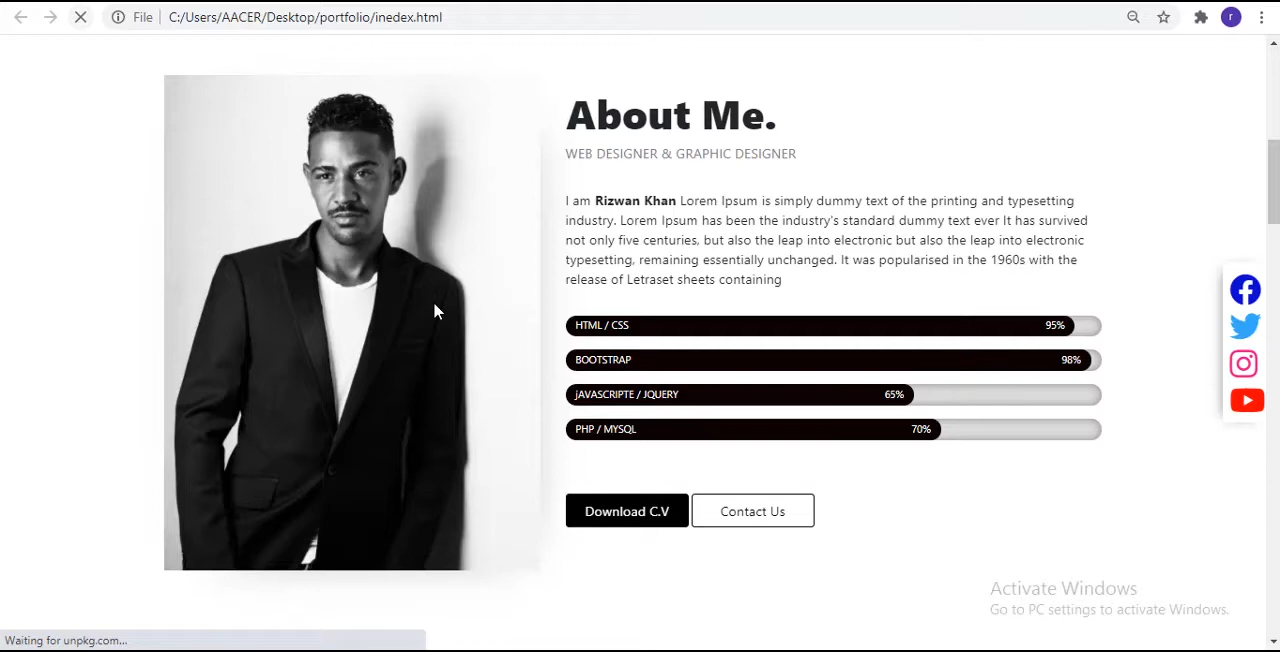 File
C:/Users/AACER/Desktop/portfolio/inedex.html
r
About Me.
WEB DESIGNER & GRAPHIC DESIGNER
I am Rizwan Khan Lorem Ipsum is simply dummy text of the printing and typesetting
industry. Lorem Ipsum has been the industry's standard dummy text ever It has survived
not only five centuries, but also the leap into electronic but also the leap into electronic
typesetting, remaining essentially unchanged. It was popularised in the 1960s with the
release of Letraset sheets containing
HTML / CSS 95%
BOOTSTRAP 98%
jAVASCRIPTE / JQUERY 65%
PHP / MYSQL 70%
Download C.V Contact Us
Activate Windows
Go to PC settings to activate Windows.
Waiting for unpkg.com...